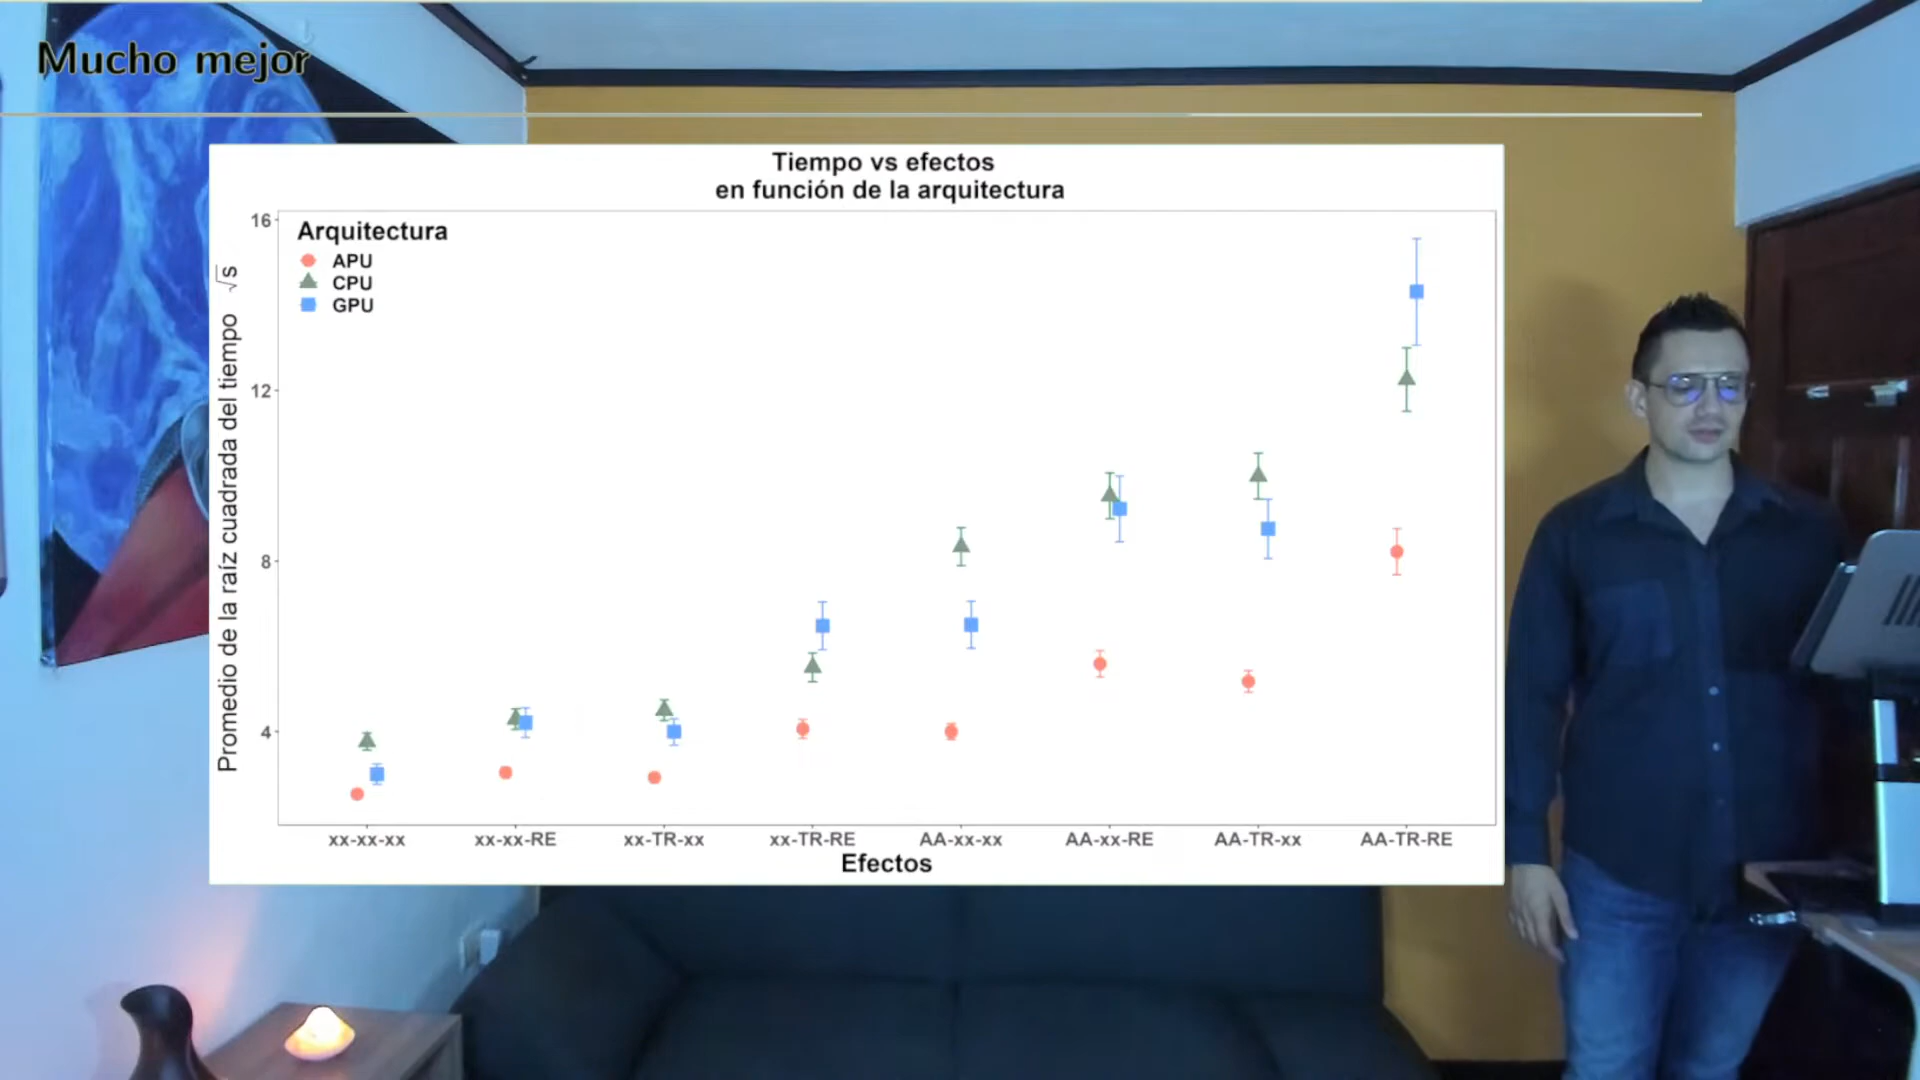 Mucho mejor
Tiempo vs efectos
en función de la arquitectura
Arquitectura
APU
CPU
GPU
Promedio de la raíz cuadrada del tiempo √s
16
12
8
4
xx-xx-xx xx-xx-RE xx-TR-xx xx-TR-RE AA-xx-xx AA-xx-RE AA-TR-xx AA-TR-RE
Efectos